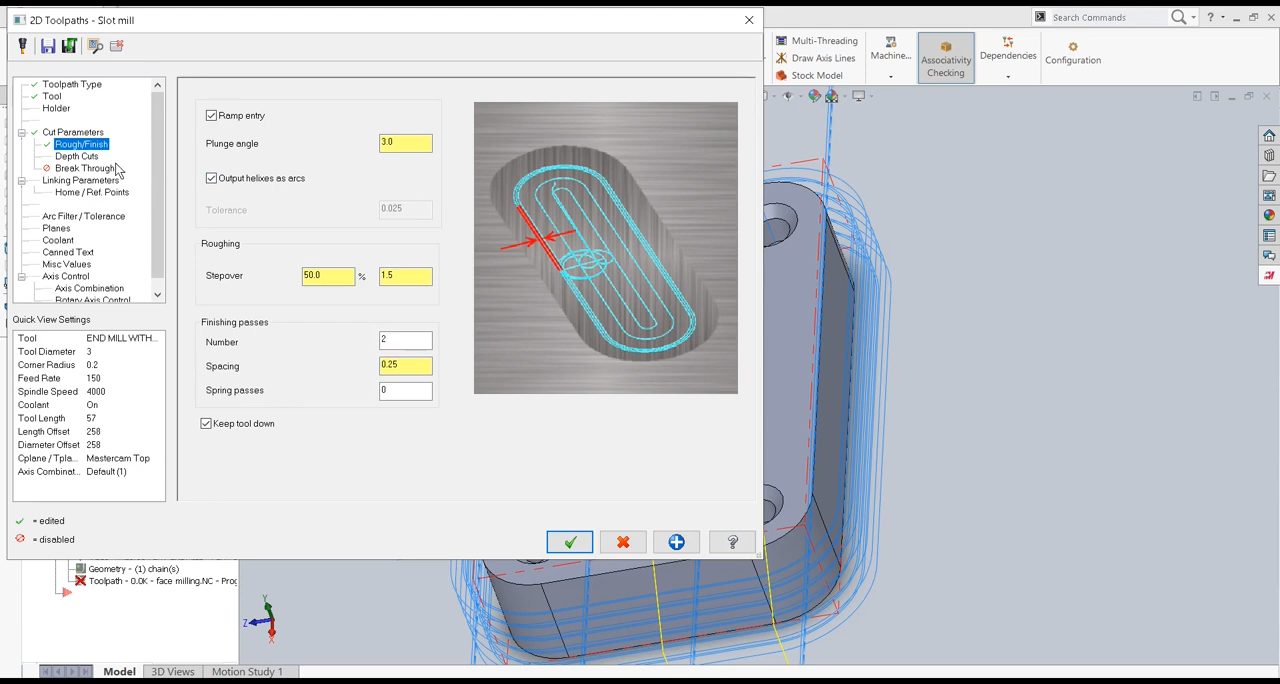 2D Toolpaths - Slot mill
Search Commands
Multi-Threading
Draw Axis Lines
Stock Model
Machine...
Associativity
Checking
Dependencies
Configuration
Toolpath Type
Tool
Holder
Cut Parameters
Rough/Finish
Depth Cuts
Break Through
Linking Parameters
Home / Ref. Points
Arc Filter / Tolerance
Planes
Coolant
Canned Text
Misc Values
Axis Control
Axis Combination
Rotary Axis Control
Ramp entry
Plunge angle
3.0
Output helixes as arcs
Tolerance
0.025
Roughing
Stepover
50.0
%
1.5
Finishing passes
Number
2
Spacing
0.25
Spring passes
0
Keep tool down
Quick View Settings
Tool END MILL WITH...
Tool Diameter 3
Corner Radius 0.2
Feed Rate 150
Spindle Speed 4000
Coolant On
Tool Length 57
Length Offset 258
Diameter Offset 258
Cplane / Tpla... Mastercam Top
Axis Combinat... Default (1)
= edited
= disabled
Geometry - (1) chain(s)
Toolpath - 0.0K - face milling.NC - Prog
Y
Z
X
Model
3D Views
Motion Study 1